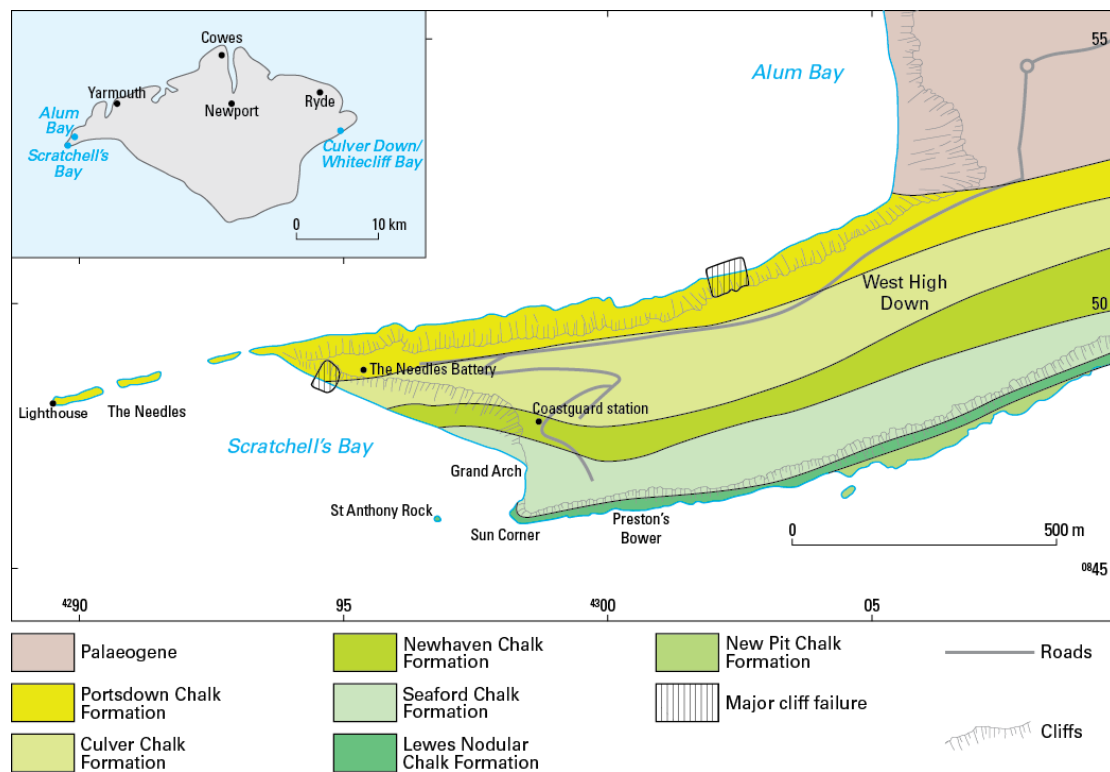 Cowes
Yarmouth
Newport
Ryde
Alum
Bay
Scratchell's
Bay
Culver Down/
Whitecliff Bay
0
10 km
Alum Bay
55
West High
Down
50
The Needles Battery
Lighthouse
The Needles
Coastguard station
Scratchell's Bay
Grand Arch
St Anthony Rock
Sun Corner
Preston's
Bower
0
500 m
⁰⁸45
⁴²90
95
⁴³00
05
Palaeogene
Portsdown Chalk
Formation
Culver Chalk
Formation
Newhaven Chalk
Formation
Seaford Chalk
Formation
Lewes Nodular
Chalk Formation
New Pit Chalk
Formation
Major cliff failure
Roads
Cliffs